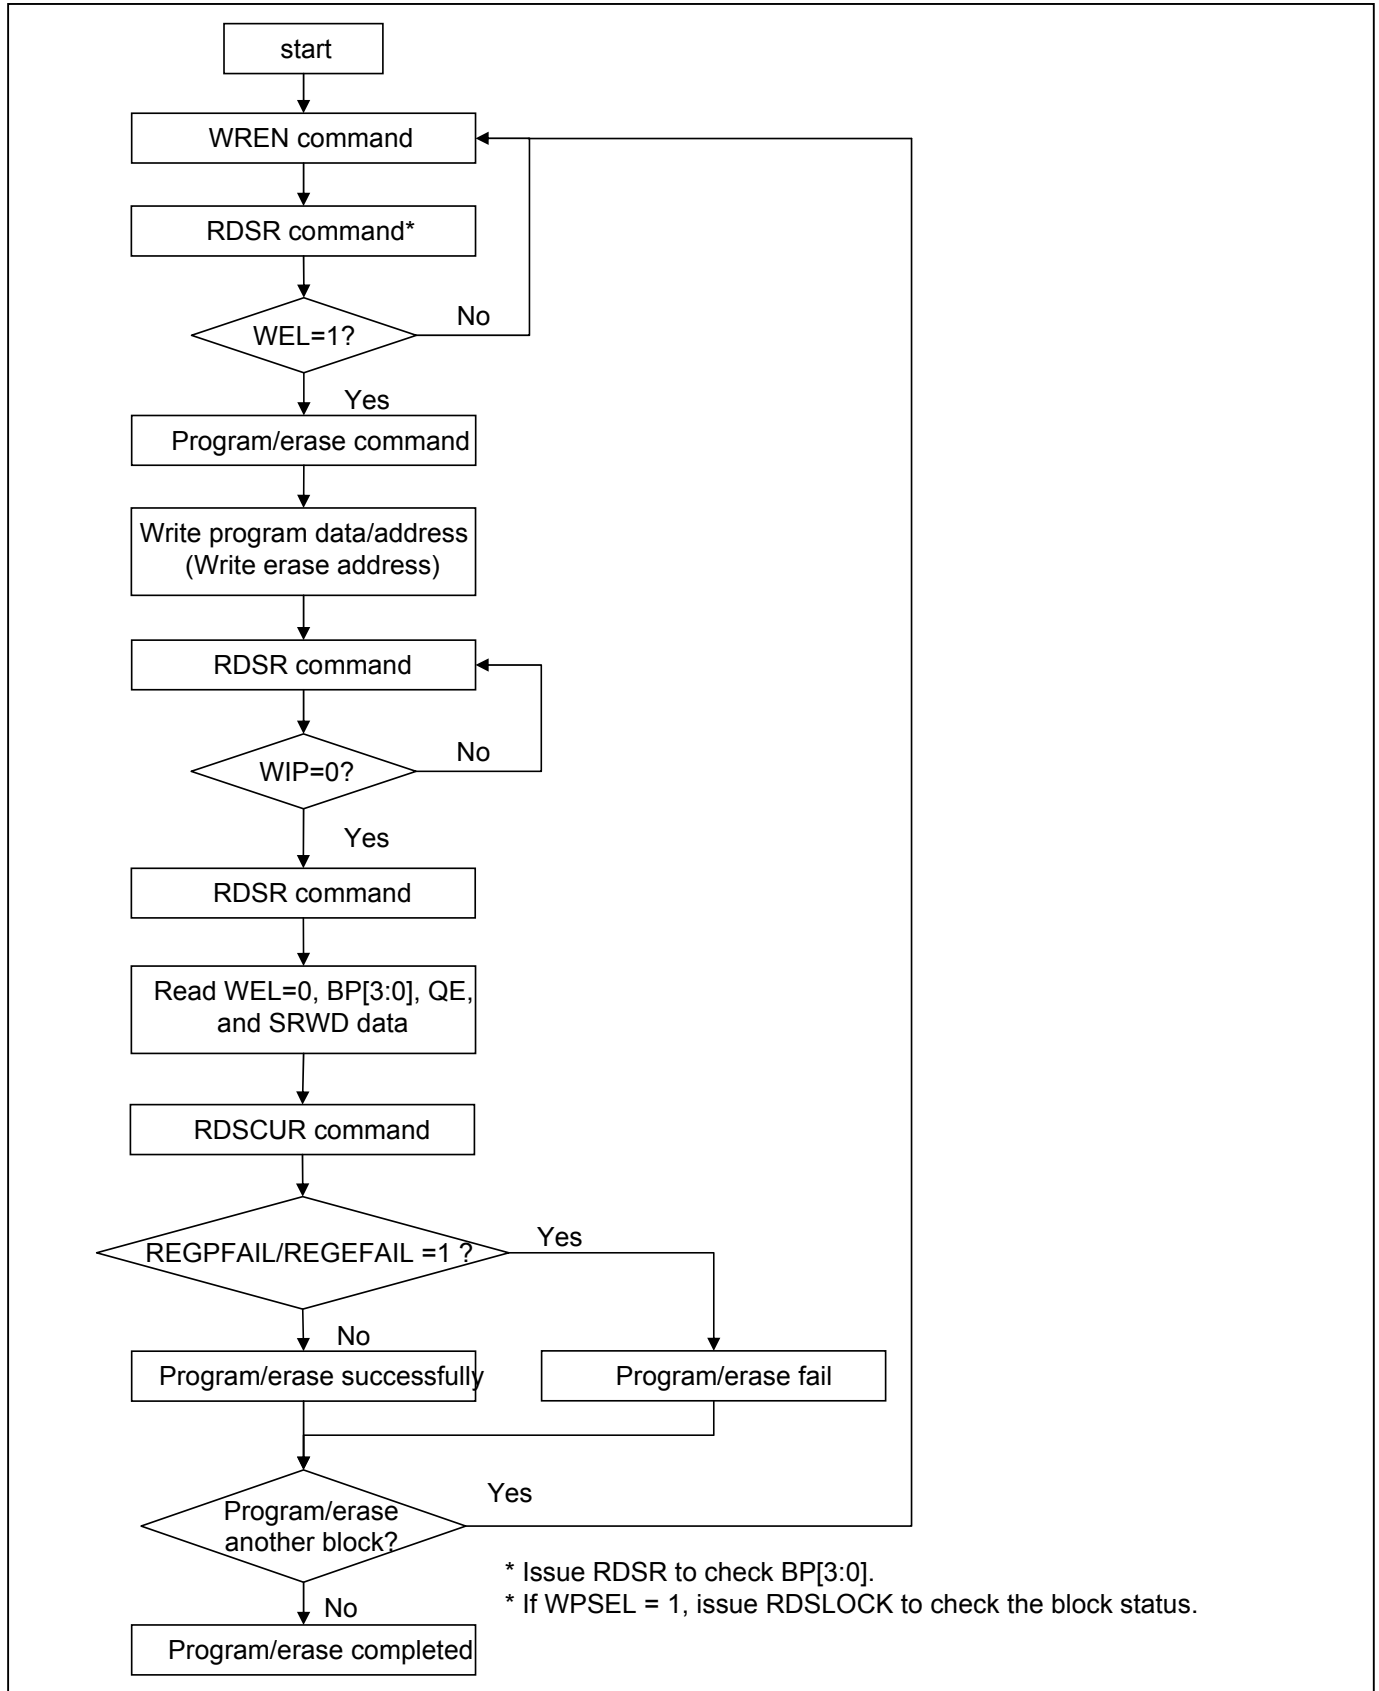 start
WREN command
RDSR command*
WEL=1?
No
Yes
Program/erase command
Write program data/address
(Write erase address)
RDSR command
WIP=0?
No
Yes
RDSR command
Read WEL=0, BP[3:0], QE,
and SRWD data
RDSCUR command
REGPFAIL/REGEFAIL =1 ?
Yes
No
Program/erase successfully
Program/erase fail
Program/erase
another block?
Yes
* Issue RDSR to check BP[3:0].
* If WPSEL = 1, issue RDSLOCK to check the block status.
No
Program/erase completed